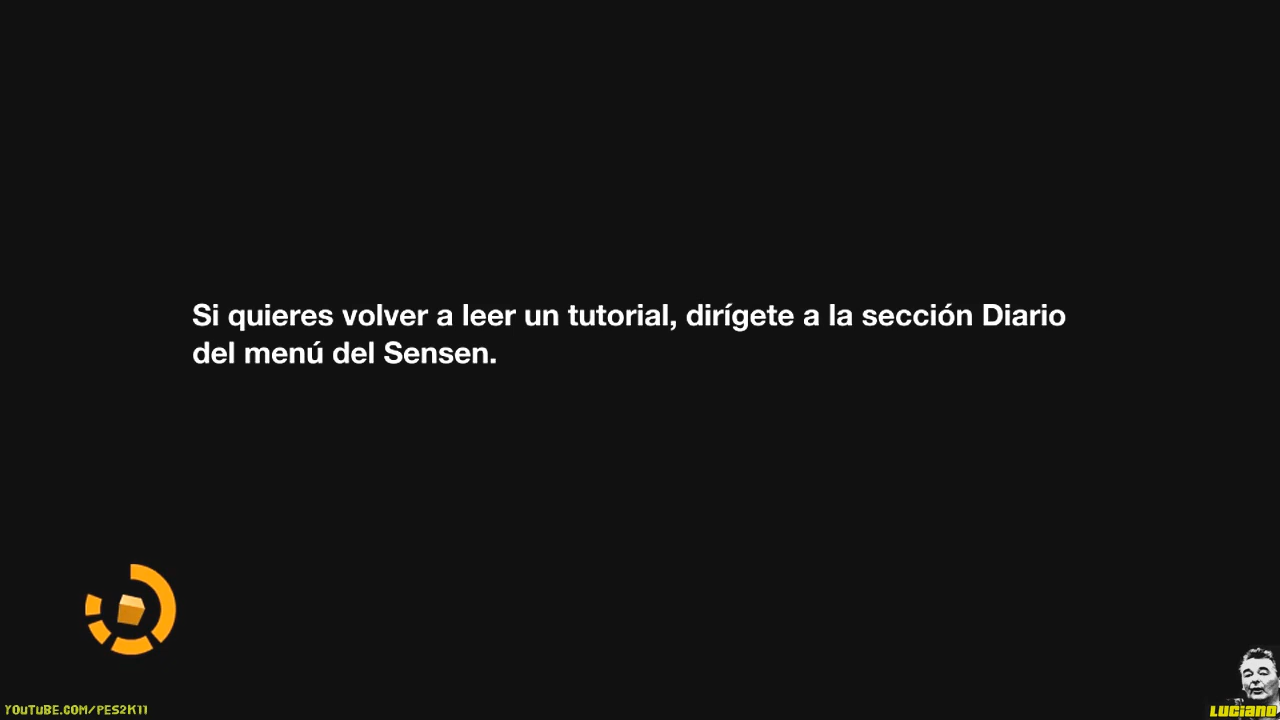 Si quieres volver a leer un tutorial, dirígete a la sección Diario
del menú del Sensen.
YOUTUBE.COM/PES2K11
LUCIANO